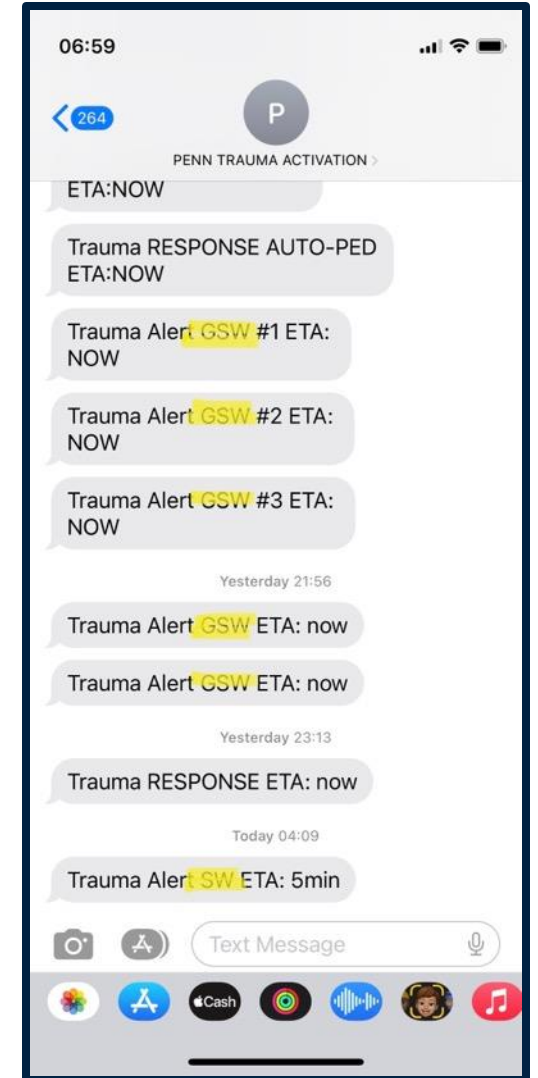 06:59
264
P
PENN TRAUMA ACTIVATION
ETA:NOW
Trauma RESPONSE AUTO-PED
ETA:NOW
Trauma Alert GSW #1 ETA:
NOW
Trauma Alert GSW #2 ETA:
NOW
Trauma Alert GSW #3 ETA:
NOW
Yesterday 21:56
Trauma Alert GSW ETA: now
Trauma Alert GSW ETA: now
Yesterday 23:13
Trauma RESPONSE ETA: now
Today 04:09
Trauma Alert SW ETA: 5min
Text Message
Cash